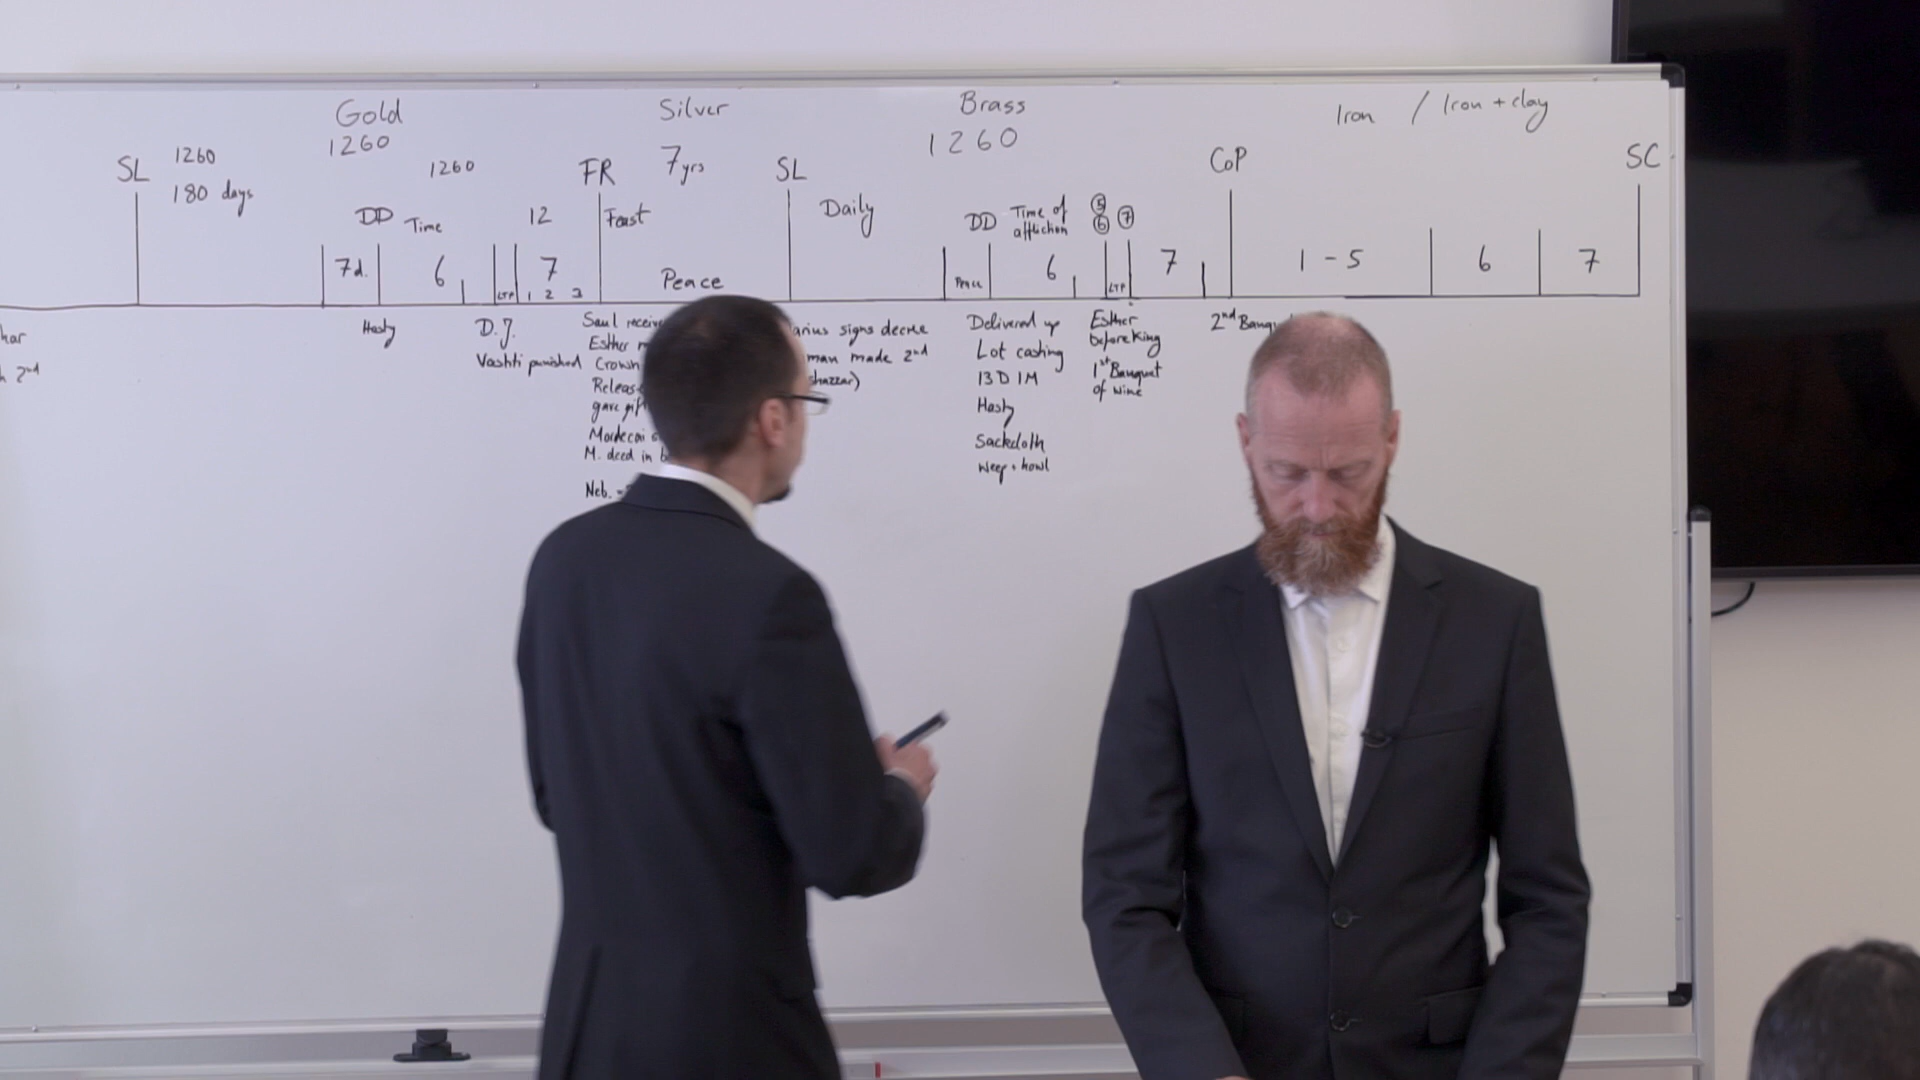 Gold
Silver
Brass
Iron / Iron + clay
1260
1260
SL
1260
180 days
1260
FR
7yrs
SL
CoP
SC
DD
Time
12
Feast
Daily
DD
Time of
affliction
5
6
7
7d.
6
LTP
7
1 2 3
Peace
Peace
6
LTP
7
1 - 5
6
7
har
2nd
Hasty
D.J.
Vashti punished
Saul receiv
Esther
Crown
Releas
gave gif
Mordecai
M. deed in b
Neb.
arius signs decree
man made 2nd
shazzar)
Delivered up
Lot casting
13D 1M
Hasty
Sackcloth
Weep + howl
Esther
before King
1st Banquet
of wine
2nd Banqu